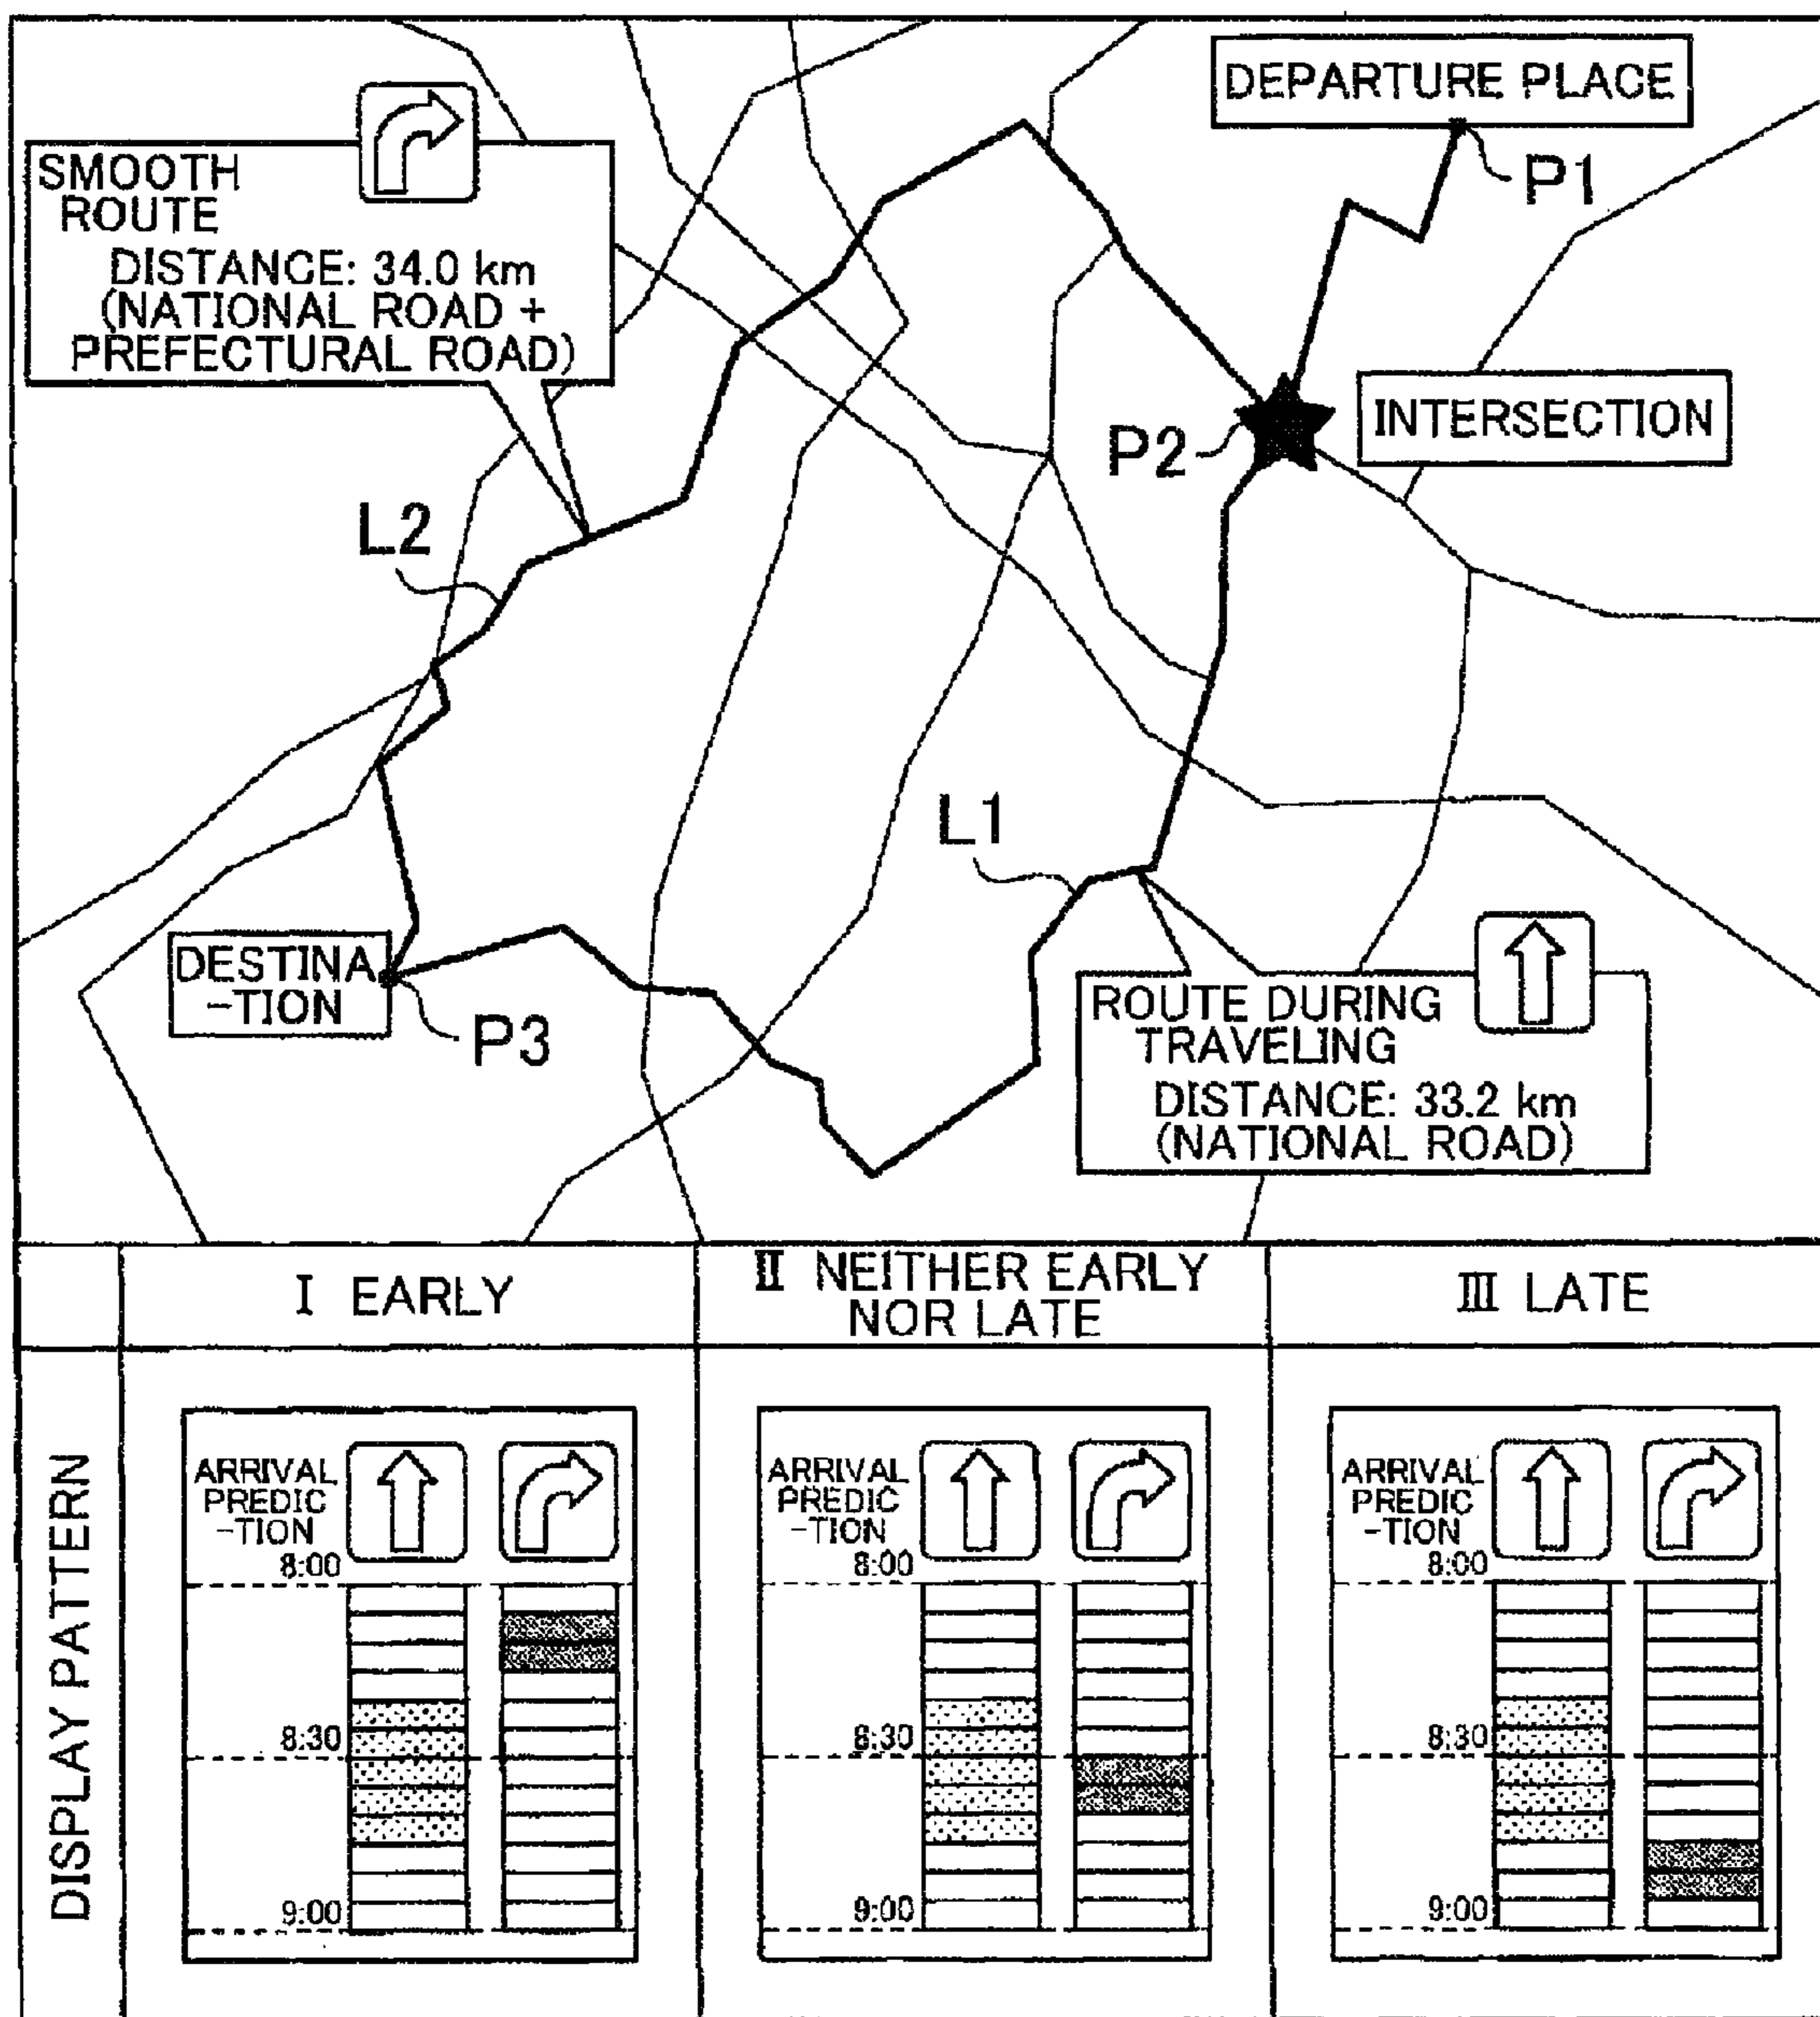 DEPARTURE PLACE
P1
SMOOTH
ROUTE
DISTANCE: 34.0 km
(NATIONAL ROAD +
PREFECTURAL ROAD)
INTERSECTION
P2
L2
L1
DESTINA
-TION
P3
ROUTE DURING
TRAVELING
DISTANCE: 33.2 km
(NATIONAL ROAD)
I EARLY
II NEITHER EARLY
NOR LATE
III LATE
DISPLAY PATTERN
ARRIVAL
PREDIC
-TION
8:00
8:30
9:00
ARRIVAL
PREDIC
-TION
8:00
8:30
9:00
ARRIVAL
PREDIC
-TION
8:00
8:30
9:00